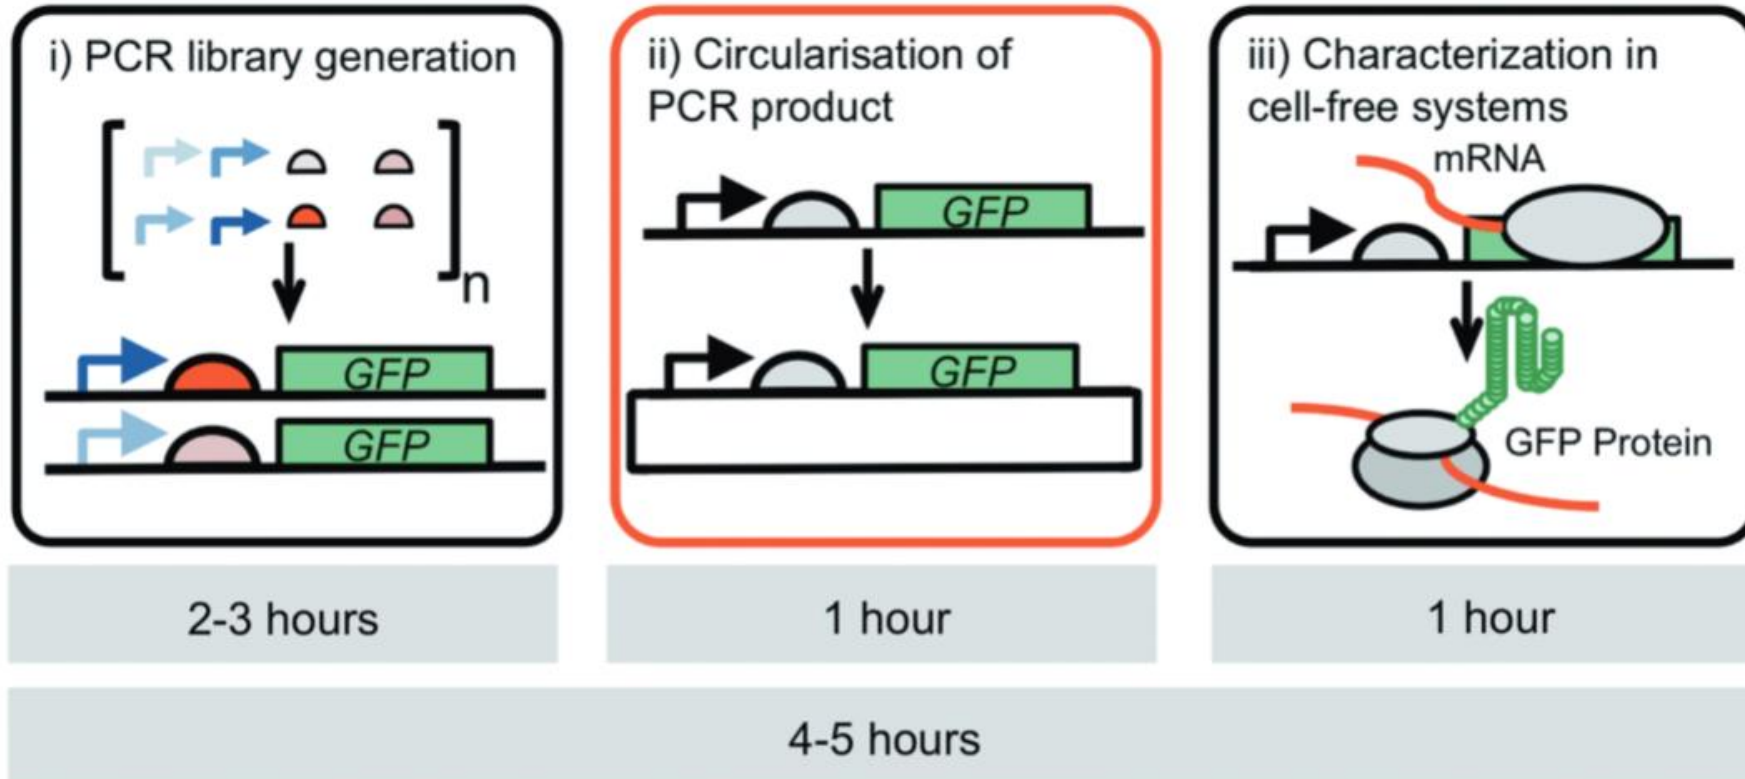 i) PCR library generation
n
GFP
GFP
ii) Circularisation of
PCR product
GFP
GFP
iii) Characterization in
cell-free systems
mRNA
GFP Protein
2-3 hours
1 hour
1 hour
4-5 hours